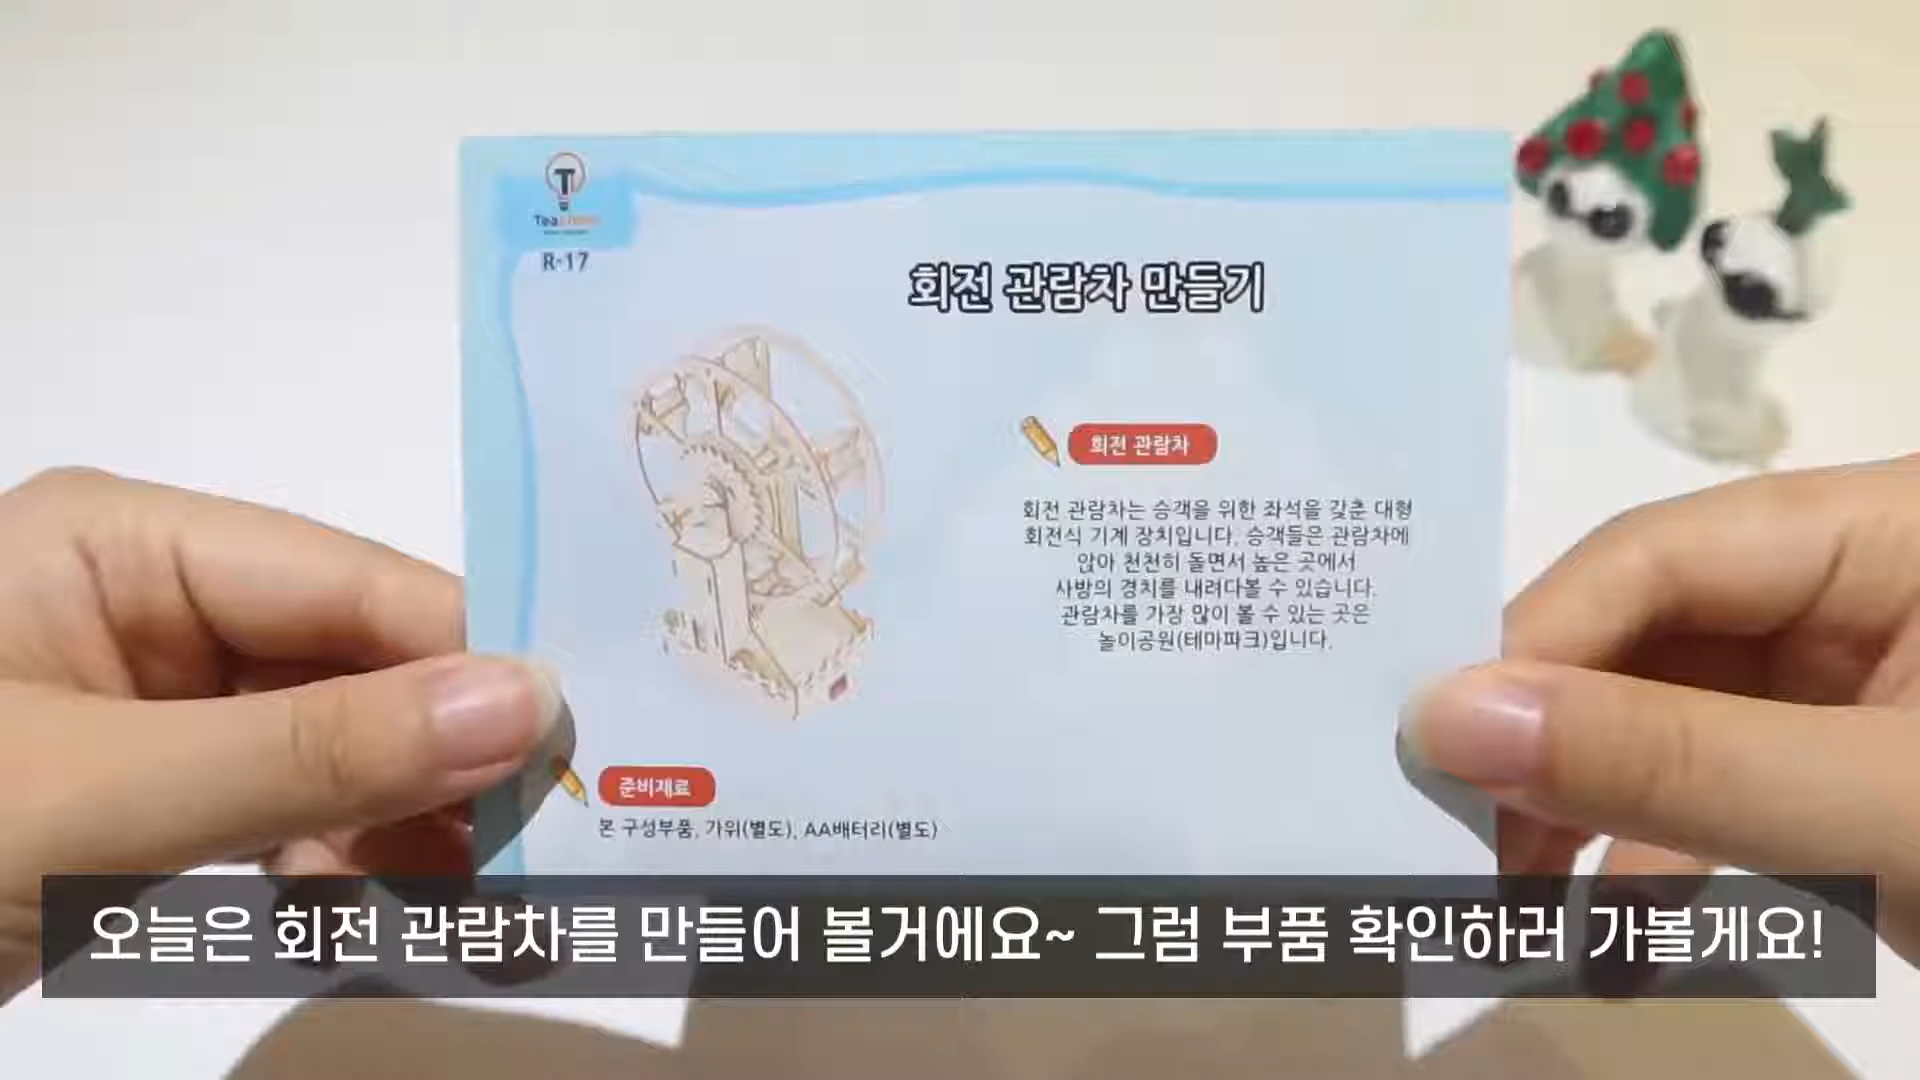 T
R-17
회전 관람차 만들기
회전 관람차
회전 관람차는 승객을 위한 좌석을 갖춘 대형
회전식 기계 장치입니다. 승객들은 관람차에
앉아 천천히 돌면서 높은 곳에서
사방의 경치를 내려다볼 수 있습니다.
관람차를 가장 많이 볼 수 있는 곳은
놀이공원(테마파크)입니다.
준비재료
본 구성부품, 가위(별도), AA배터리(별도)
오늘은 회전 관람차를 만들어 볼거에요~ 그럼 부품 확인하러 가볼게요!